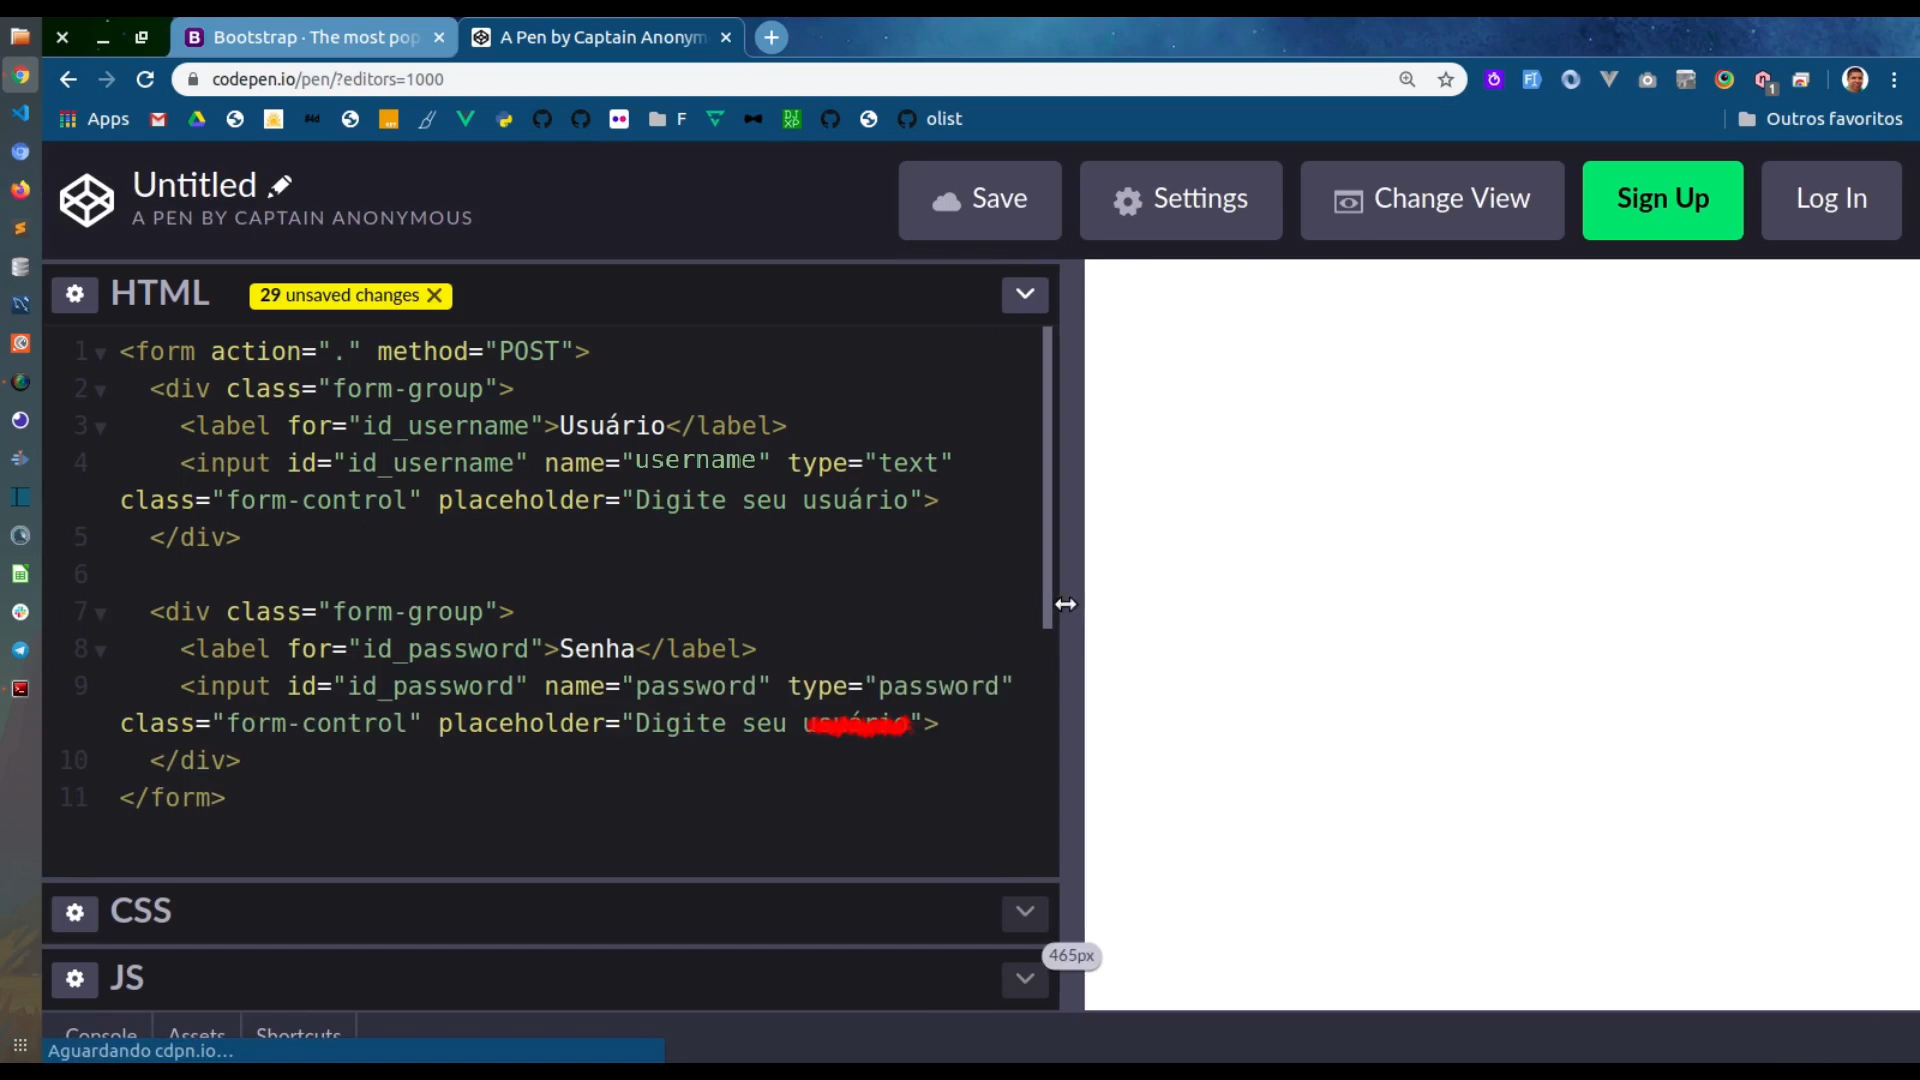 Bootstrap · The most pop
A Pen by Captain Anonym
codepen.io/pen/?editors=1000
Apps
F
olist
Outros favoritos
Untitled
A PEN BY CAPTAIN ANONYMOUS
Save
Settings
Change View
Sign Up
Log In
HTML
29 unsaved changes
1 <form action="." method="POST">
2 <div class="form-group">
3 <label for="id_username">Usuário</label>
4 <input id="id_username" name="username" type="text"
class="form-control" placeholder="Digite seu usuário">
5 </div>
6
7 <div class="form-group">
8 <label for="id_password">Senha</label>
9 <input id="id_password" name="password" type="password"
class="form-control" placeholder="Digite seu ">
10 </div>
11 </form>
CSS
465px
JS
Console Assets Shortcuts
Aguardando cdpn.io...